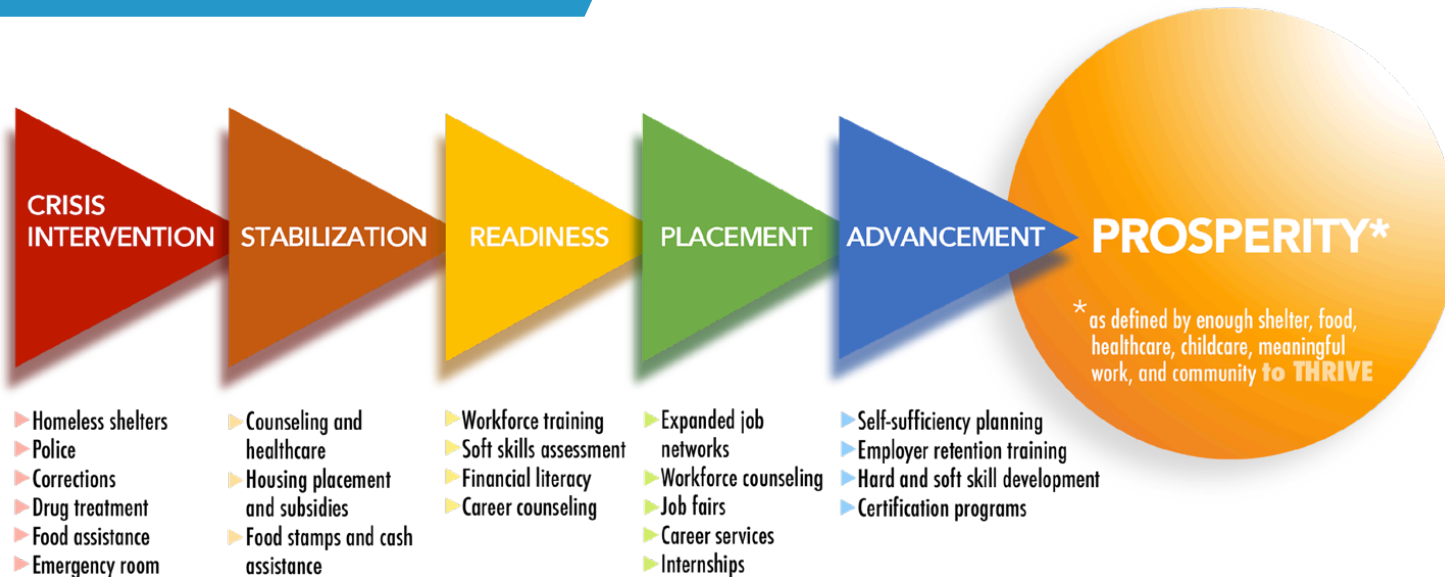 CRISIS
INTERVENTION
STABILIZATION
READINESS
PLACEMENT
ADVANCEMENT
PROSPERITY*
*as defined by enough shelter, food,
healthcare, childcare, meaningful
work, and community to THRIVE
Homeless shelters
Police
Corrections
Drug treatment
Food assistance
Emergency room
Counseling and
healthcare
Housing placement
and subsidies
Food stamps and cash
assistance
Workforce training
Soft skills assessment
Financial literacy
Career counseling
Expanded job
networks
Workforce counseling
Job fairs
Career services
Internships
Self-sufficiency planning
Employer retention training
Hard and soft skill development
Certification programs